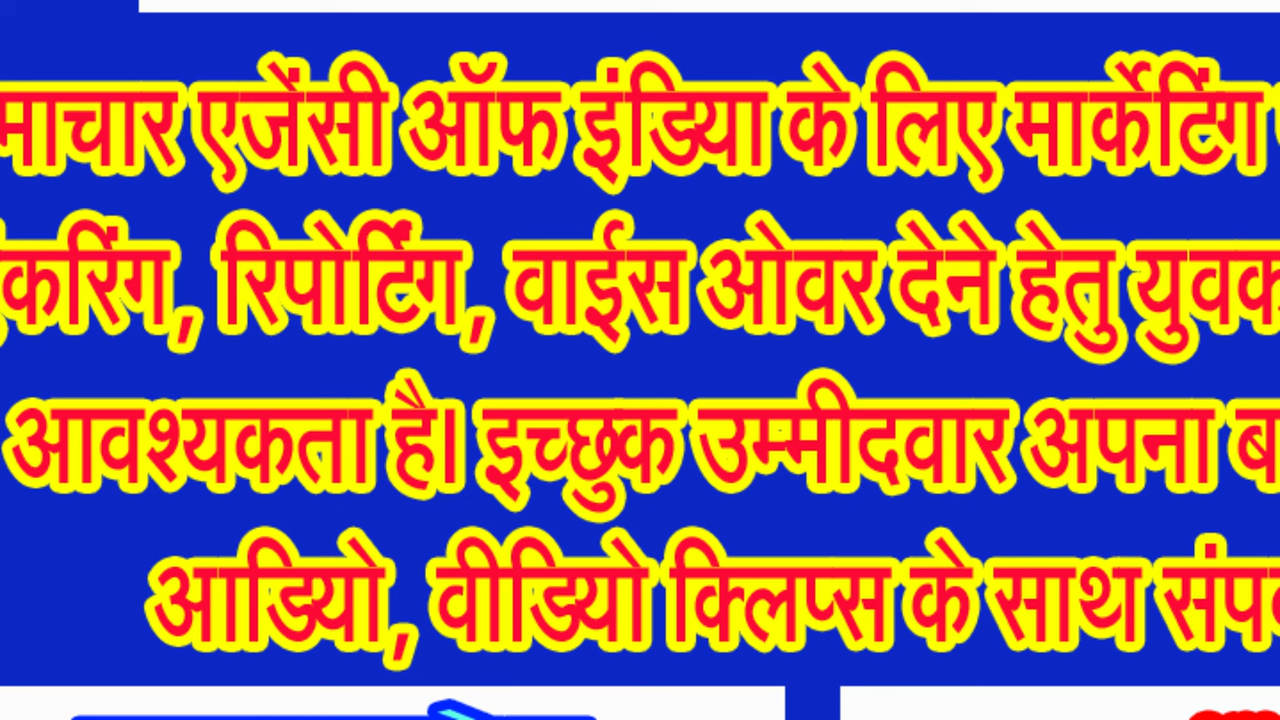 माचार एजेंसी ऑफ इंडिया के लिए मार्केटिंग
करिंग, रिपोर्टिंग, वाईस ओवर देने हेतु युवक
आवश्यकता है। इच्छुक उम्मीदवार अपना ब
आडियो, वीडियो क्लिप्स के साथ संप